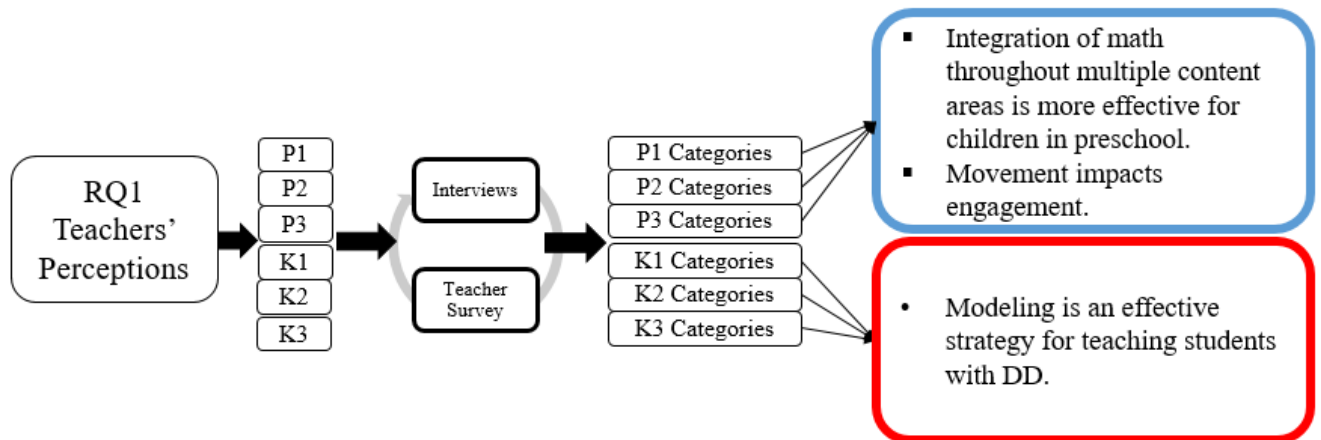 RQ1
Teachers’
Perceptions
P1
P2
P3
K1
K2
K3
Interviews
Teacher
Survey
P1 Categories
P2 Categories
P3 Categories
K1 Categories
K2 Categories
K3 Categories
▪ Integration of math
throughout multiple content
areas is more effective for
children in preschool.
▪ Movement impacts
engagement.
• Modeling is an effective
strategy for teaching students
with DD.